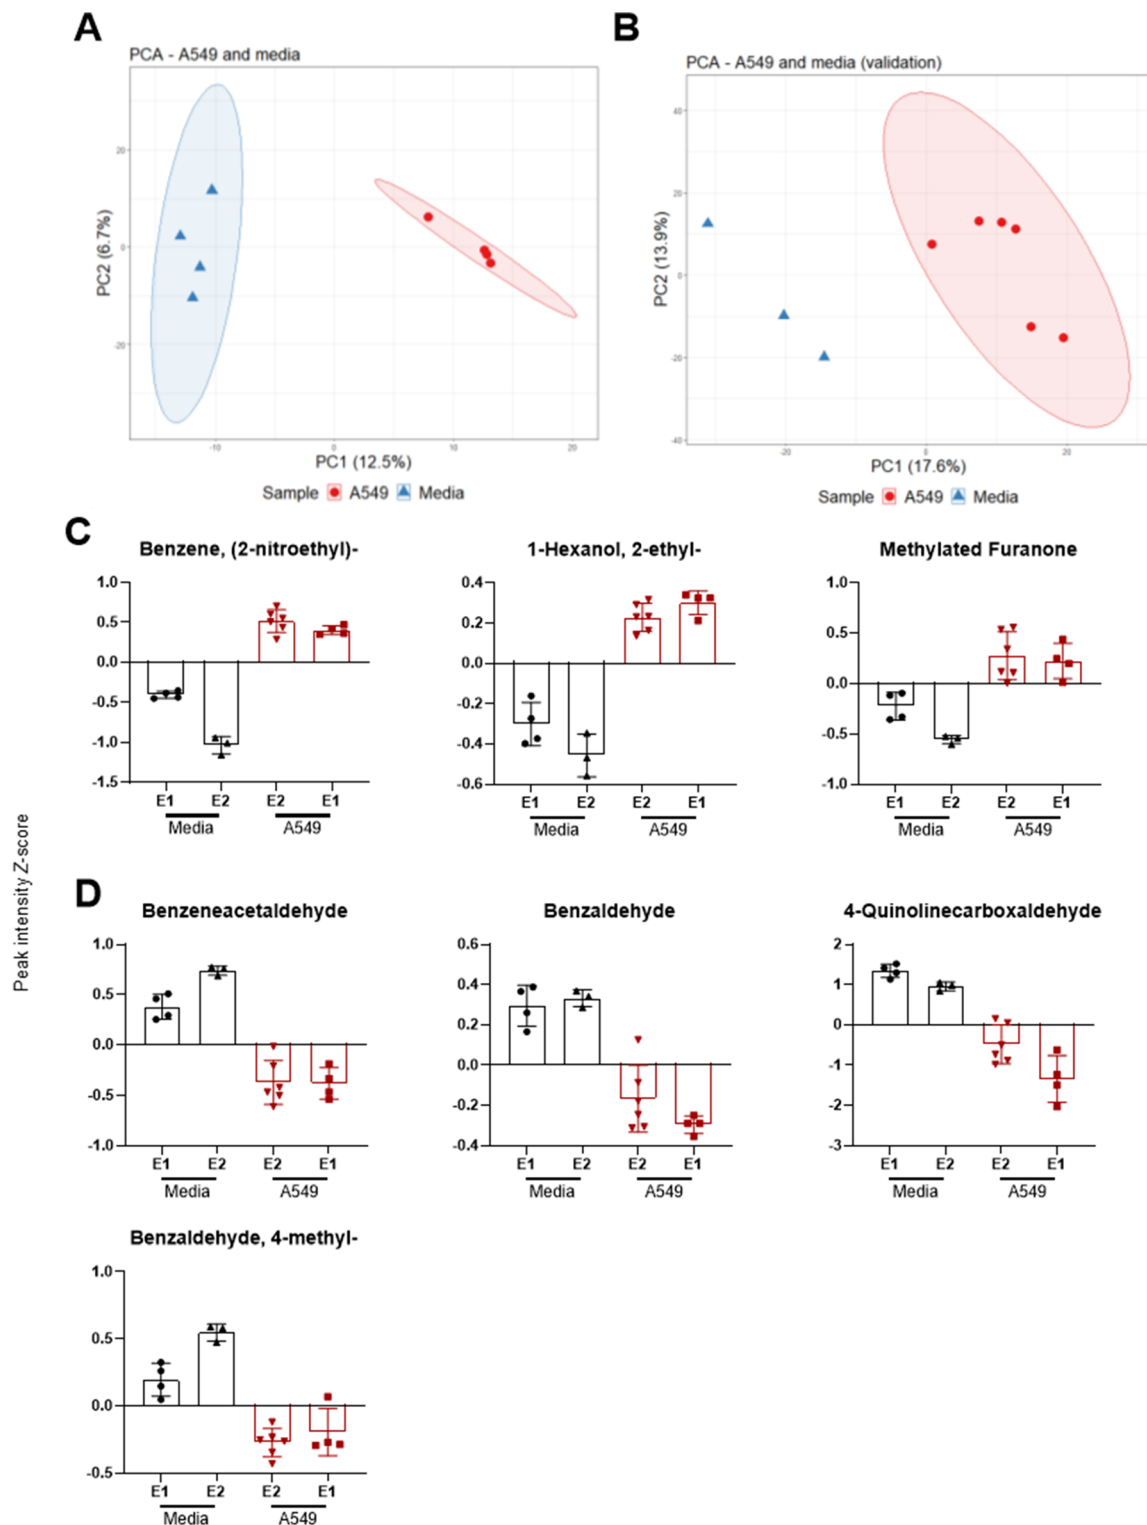 A
B
PCA - A549 and media
PCA - A549 and media (validation)
PC2 (6.7%)
20
0
-20
-10
0
10
20
PC1 (12.5%)
Sample A549 Media
PC2 (13.9%)
40
20
0
-20
-40
-20
0
20
PC1 (17.6%)
Sample A549 Media
C
Peak intensity Z-score
Benzene, (2-nitroethyl)-
1.0
0.5
0.0
-0.5
-1.0
-1.5
E1 E2 E2 E1
Media A549
1-Hexanol, 2-ethyl-
0.4
0.2
0.0
-0.2
-0.4
-0.6
E1 E2 E2 E1
Media A549
Methylated Furanone
1.0
0.5
0.0
-0.5
-1.0
E1 E2 E2 E1
Media A549
D
Benzeneacetaldehyde
1.0
0.5
0.0
-0.5
-1.0
E1 E2 E2 E1
Media A549
Benzaldehyde
0.6
0.4
0.2
0.0
-0.2
-0.4
E1 E2 E2 E1
Media A549
4-Quinolinecarboxaldehyde
2
1
0
-1
-2
-3
E1 E2 E2 E1
Media A549
Benzaldehyde, 4-methyl-
1.0
0.5
0.0
-0.5
E1 E2 E2 E1
Media A549